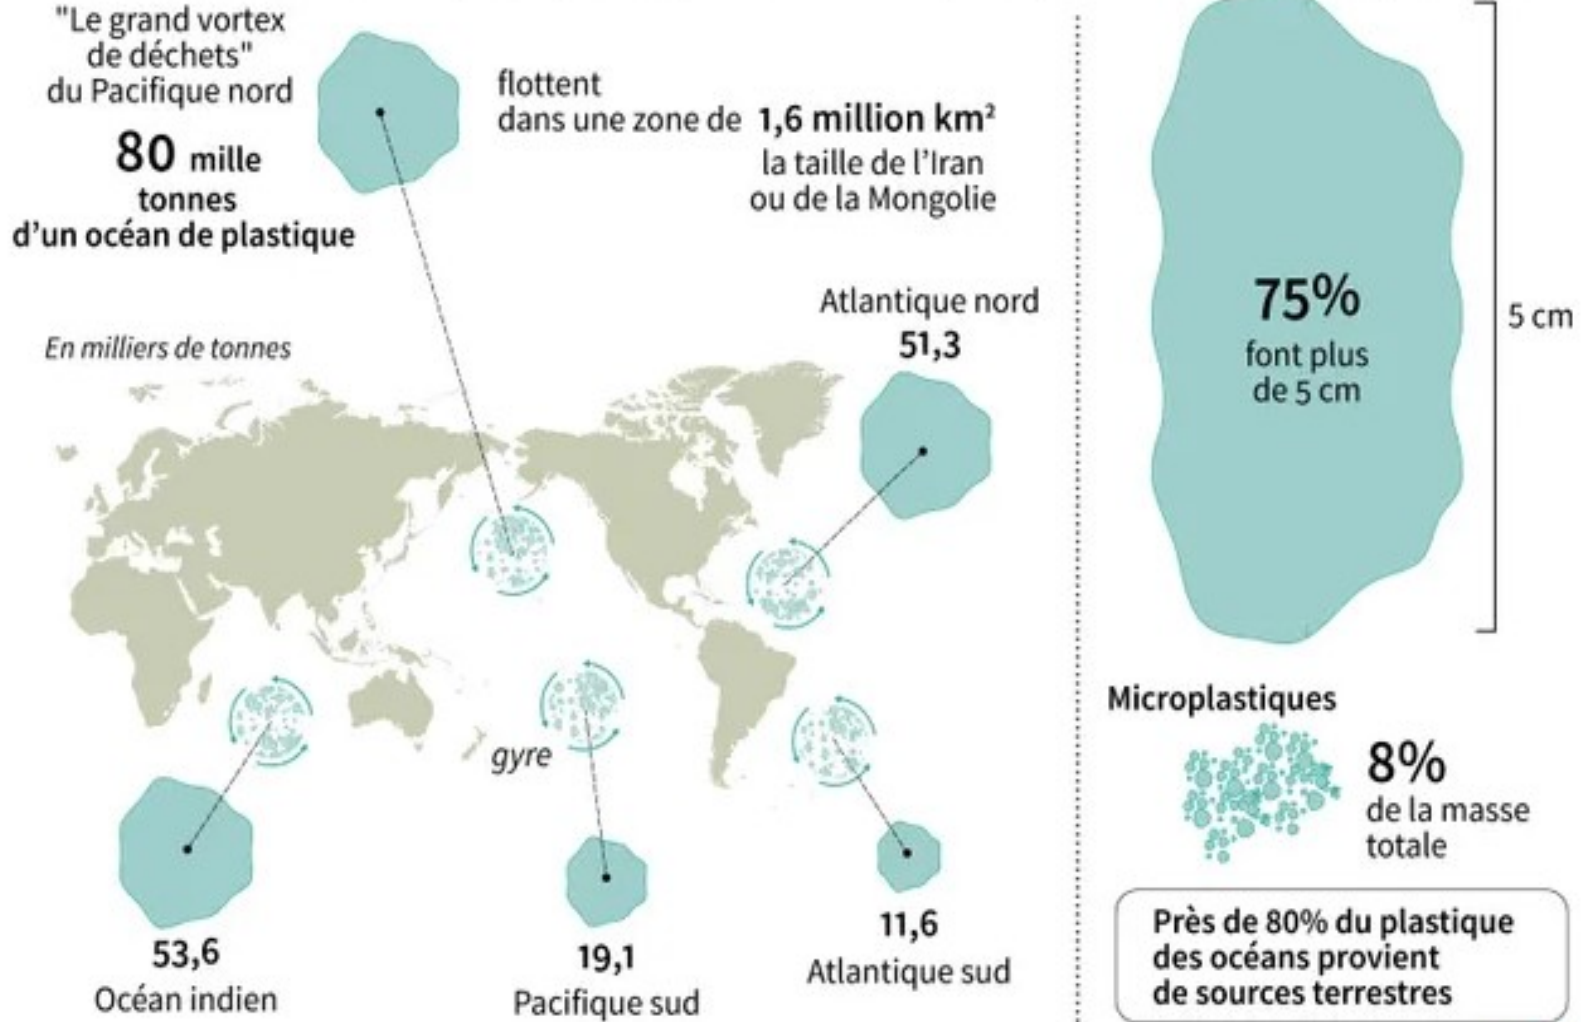 "Le grand vortex
de déchets"
du Pacifique nord
80 mille
tonnes
d'un océan de plastique
flottent
dans une zone de 1,6 million km²
la taille de l'Iran
ou de la Mongolie
En milliers de tonnes
Atlantique nord
51,3
gyre
53,6
Océan indien
19,1
Pacifique sud
11,6
Atlantique sud
75%
font plus
de 5 cm
5 cm
Microplastiques
8%
de la masse
totale
Près de 80% du plastique
des océans provient
de sources terrestres